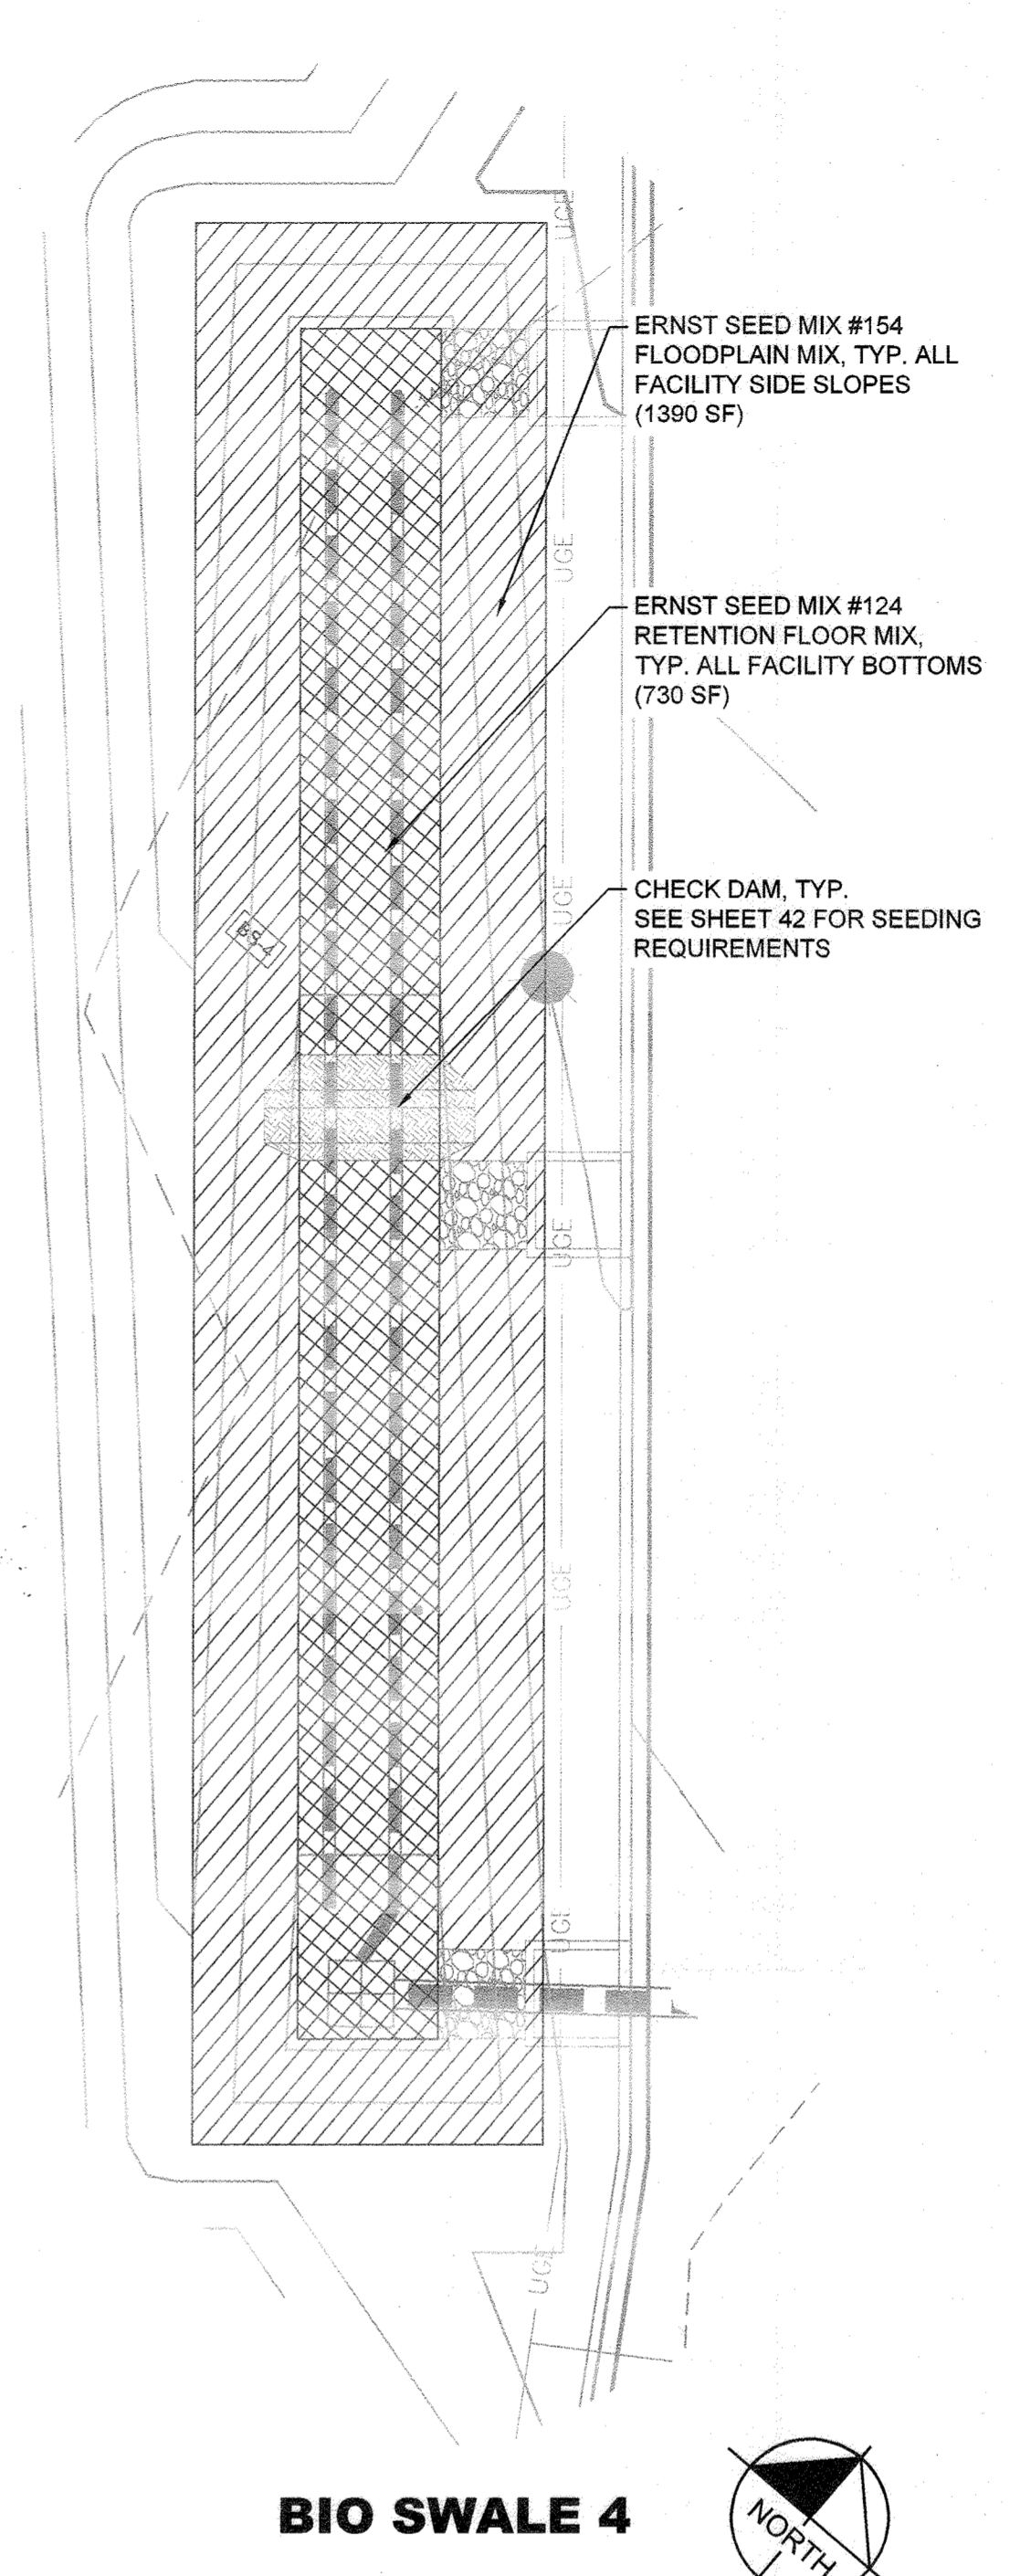 UGE
ERNST SEED MIX #154
FLOODPLAIN MIX, TYP. ALL
FACILITY SIDE SLOPES
(1390 SF)
UGE
ERNST SEED MIX #124
RETENTION FLOOR MIX,
TYP. ALL FACILITY BOTTOMS
(730 SF)
UGE
CHECK DAM, TYP.
SEE SHEET 42 FOR SEEDING
REQUIREMENTS
BS-4
UGE
UGE
UGE
UGE
BIO SWALE 4
NORTH